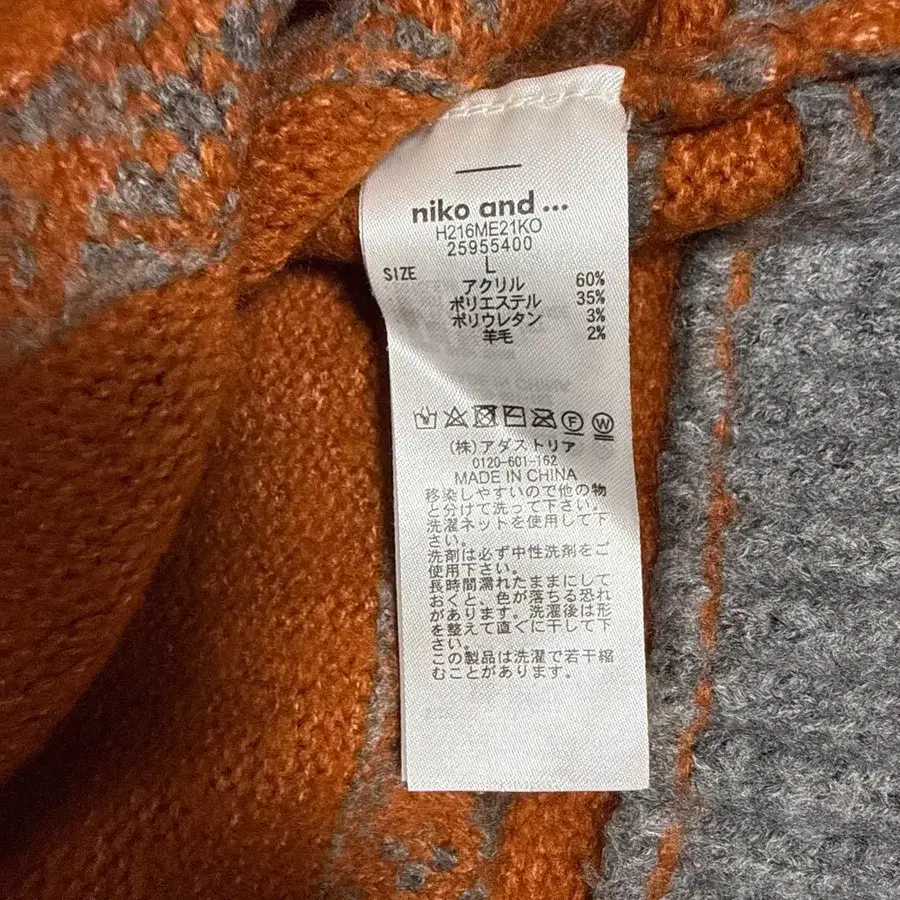 niko and ...
H216ME21KO
25955400
SIZE L
アクリル 60%
ポリエステル 35%
ポリウレタン 3%
羊毛 2%
F W
(株)アダストリア
0120-601-162
MADE IN CHINA
移染しやすいので他の物
と分けて洗って下さい。
洗濯ネットを使用して下
さい。
洗剤は必ず中性洗剤をご
使用下さい。
長時間濡れたままにして
おくと、色が落ちる恐れ
があります。洗濯後は形
を整えて直ぐに干して下
さい。
この製品は洗濯で若干縮
むことがあります。